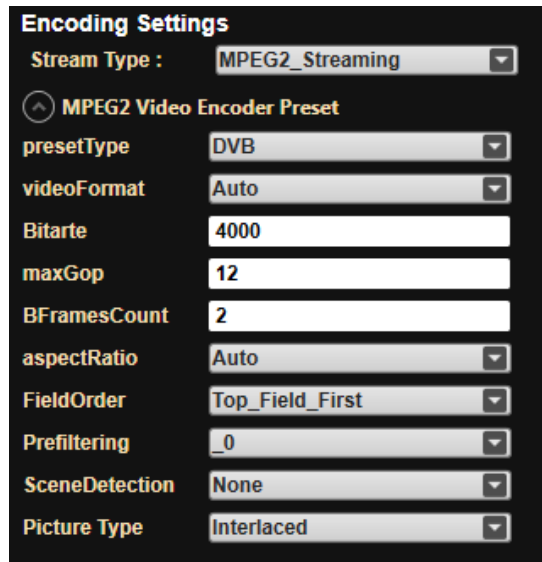 Encoding Settings
Stream Type : MPEG2_Streaming
MPEG2 Video Encoder Preset
presetType DVB
videoFormat Auto
Bitarte 4000
maxGop 12
BFramesCount 2
aspectRatio Auto
FieldOrder Top_Field_First
Prefiltering _0
SceneDetection None
Picture Type Interlaced